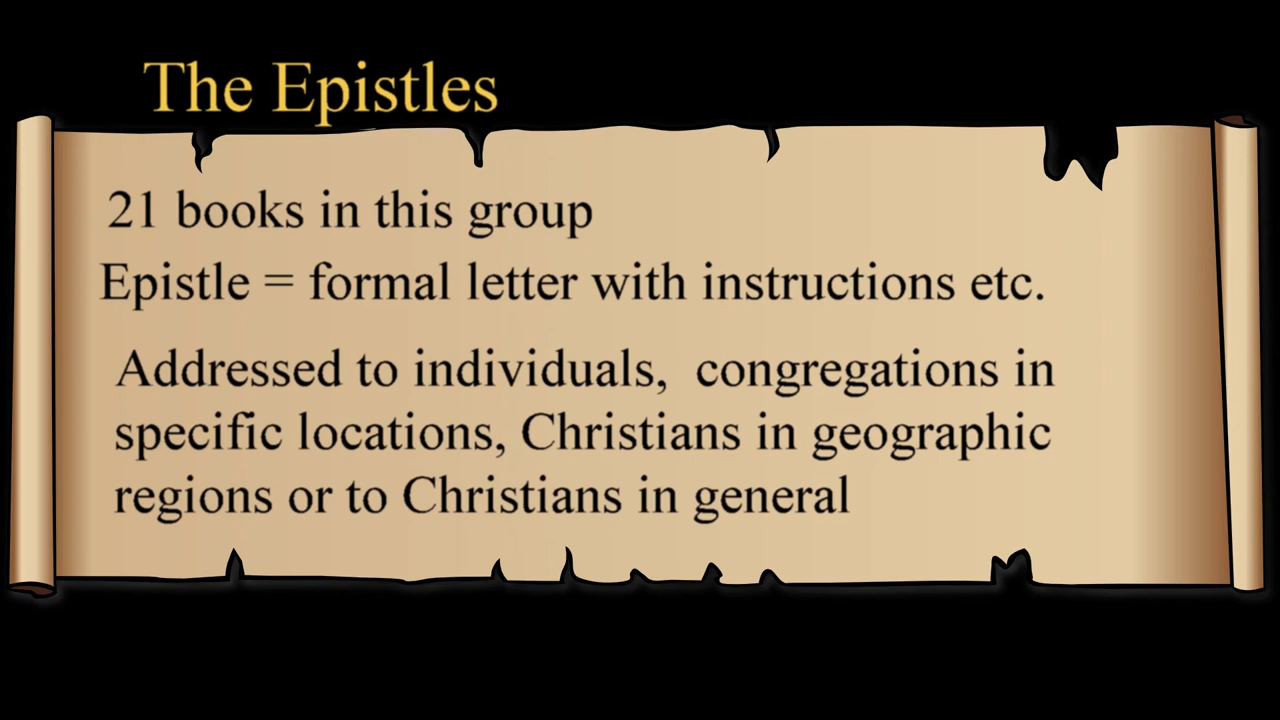 The Epistles
21 books in this group
Epistle = formal letter with instructions etc.
Addressed to individuals,  congregations in
specific locations, Christians in geographic
regions or to Christians in general